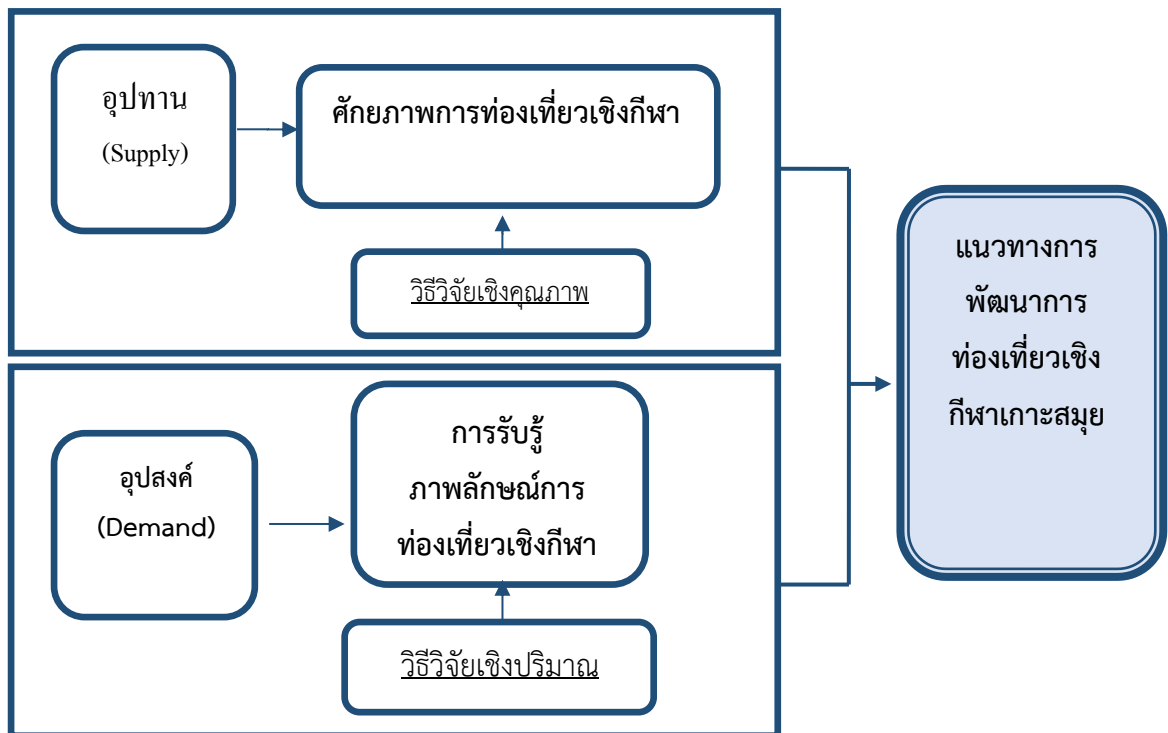 อุปทาน
(Supply)
ศักยภาพการท่องเที่ยวเชิงกีฬา
วิธีวิจัยเชิงคุณภาพ
อุปสงค์
(Demand)
การรับรู้
ภาพลักษณ์การ
ท่องเที่ยวเชิงกีฬา
วิธีวิจัยเชิงปริมาณ
แนวทางการ
พัฒนาการ
ท่องเที่ยวเชิง
กีฬาเกาะสมุย